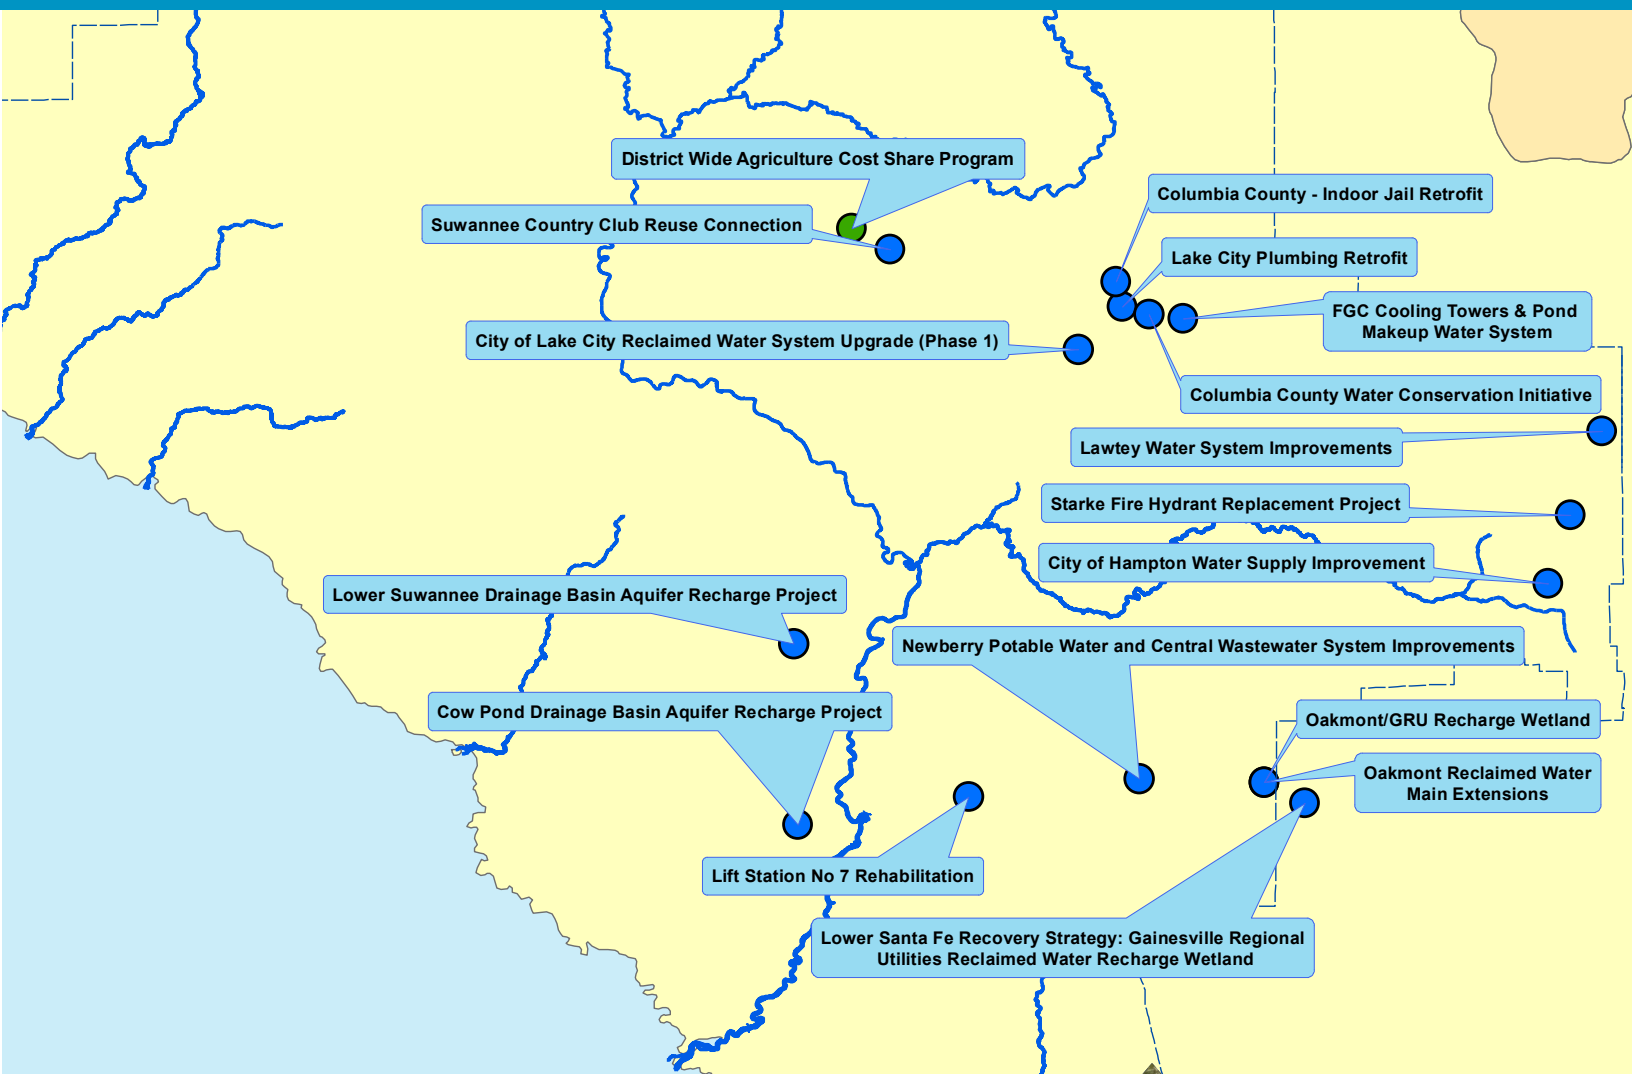 District Wide Agriculture Cost Share Program
Columbia County - Indoor Jail Retrofit
Suwannee Country Club Reuse Connection
Lake City Plumbing Retrofit
FGC Cooling Towers & Pond
Makeup Water System
City of Lake City Reclaimed Water System Upgrade (Phase 1)
Columbia County Water Conservation Initiative
Lawtey Water System Improvements
Starke Fire Hydrant Replacement Project
City of Hampton Water Supply Improvement
Lower Suwannee Drainage Basin Aquifer Recharge Project
Newberry Potable Water and Central Wastewater System Improvements
Cow Pond Drainage Basin Aquifer Recharge Project
Oakmont/GRU Recharge Wetland
Oakmont Reclaimed Water
Main Extensions
Lift Station No 7 Rehabilitation
Lower Santa Fe Recovery Strategy: Gainesville Regional
Utilities Reclaimed Water Recharge Wetland